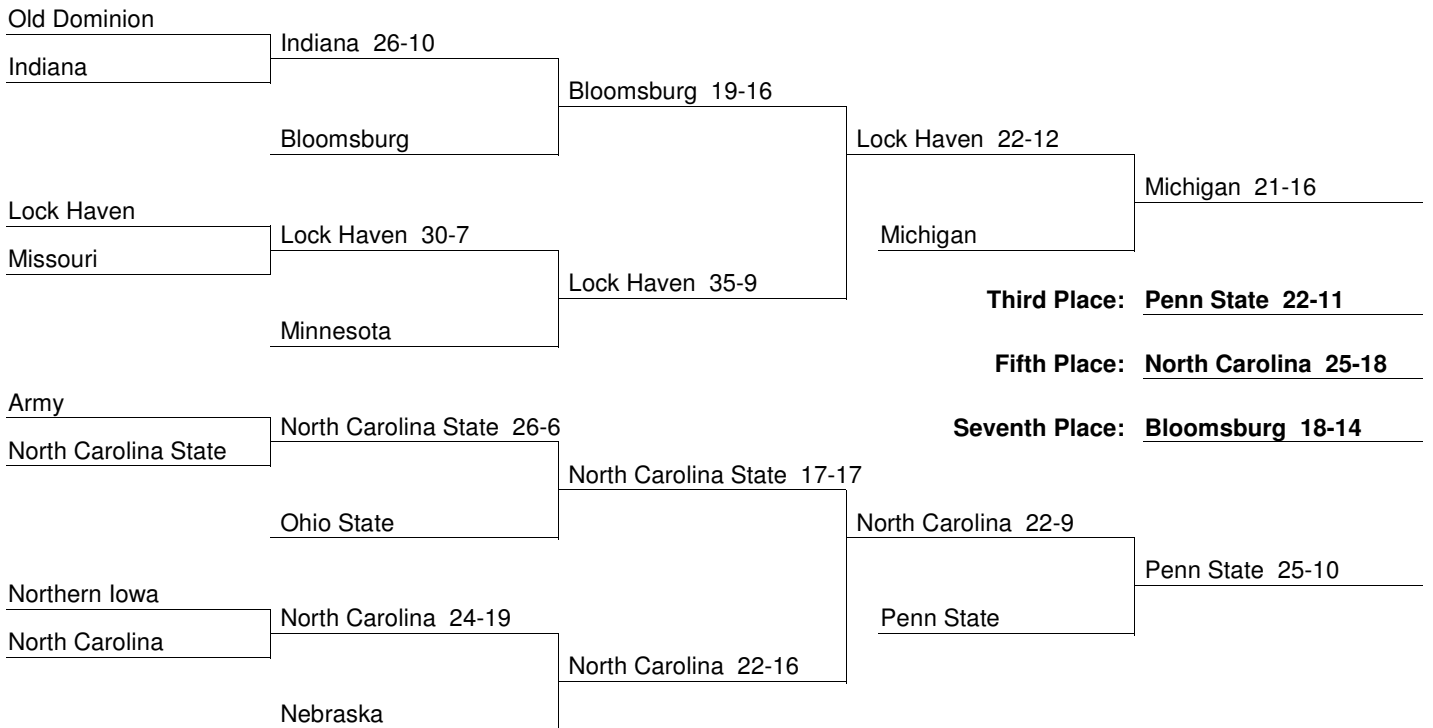 Old Dominion
Indiana 26-10
Indiana
Bloomsburg 19-16
Bloomsburg
Lock Haven 22-12
Michigan 21-16
Lock Haven
Lock Haven 30-7
Michigan
Missouri
Lock Haven 35-9
Third Place: Penn State 22-11
Minnesota
Fifth Place: North Carolina 25-18
Army
North Carolina State 26-6
Seventh Place: Bloomsburg 18-14
North Carolina State
North Carolina State 17-17
Ohio State
North Carolina 22-9
Penn State 25-10
Northern Iowa
North Carolina 24-19
Penn State
North Carolina
North Carolina 22-16
Nebraska